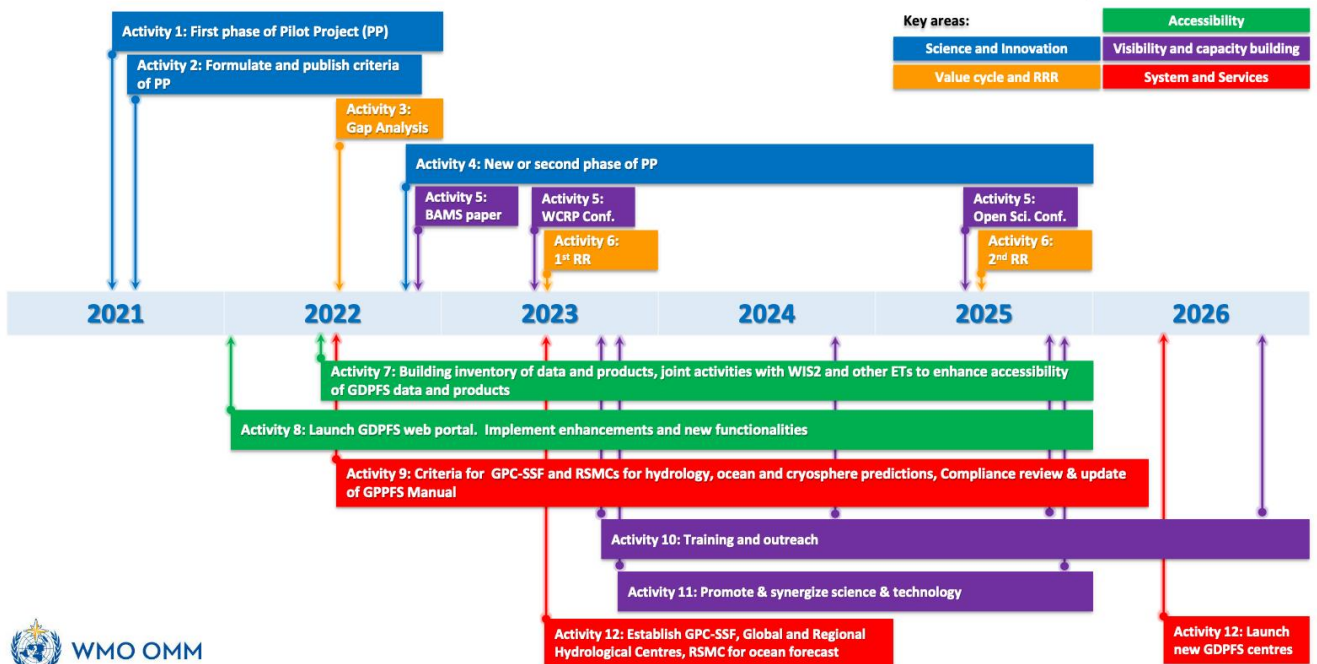 Activity 1: First phase of Pilot Project (PP)
Activity 2: Formulate and publish criteria
of PP
Activity 3:
Gap Analysis
Key areas:
Accessibility
Science and Innovation
Visibility and capacity building
Value cycle and RRR
System and Services
Activity 4: New or second phase of PP
Activity 5:
BAMS paper
Activity 5:
WCRP Conf.
Activity 5:
Open Sci. Conf.
Activity 6:
1st RR
Activity 6:
2nd RR
2021
2022
2023
2024
2025
2026
Activity 7: Building inventory of data and products, joint activities with WIS2 and other ETs to enhance accessibility
of GDPFS data and products
Activity 8: Launch GDPFS web portal. Implement enhancements and new functionalities
Activity 9: Criteria for GPC-SSF and RSMCs for hydrology, ocean and cryosphere predictions, Compliance review & update
of GPPFS Manual
Activity 10: Training and outreach
Activity 11: Promote & synergize science & technology
Activity 12: Establish GPC-SSF, Global and Regional
Hydrological Centres, RSMC for ocean forecast
Activity 12: Launch
new GDPFS centres
WMO OMM